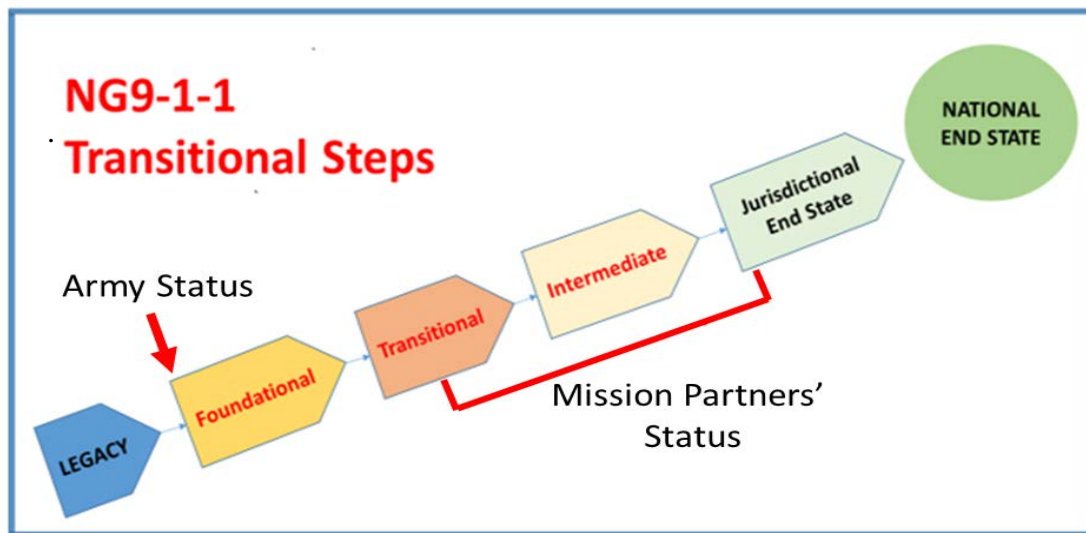 NG9-1-1
Transitional Steps
NATIONAL
END STATE
Jurisdictional
End State
Intermediate
Army Status
Transitional
Foundational
Mission Partners’
Status
LEGACY